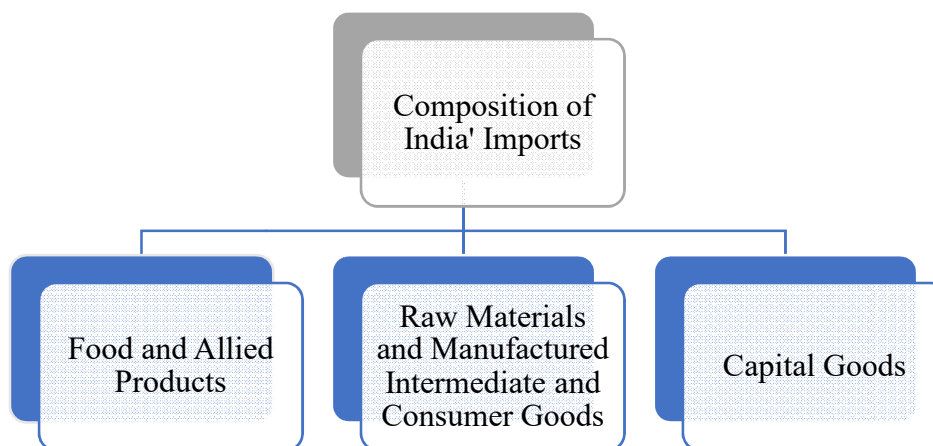 Composition of
India' Imports
Food and Allied
Products
Raw Materials
and Manufactured
Intermediate and
Consumer Goods
Capital Goods